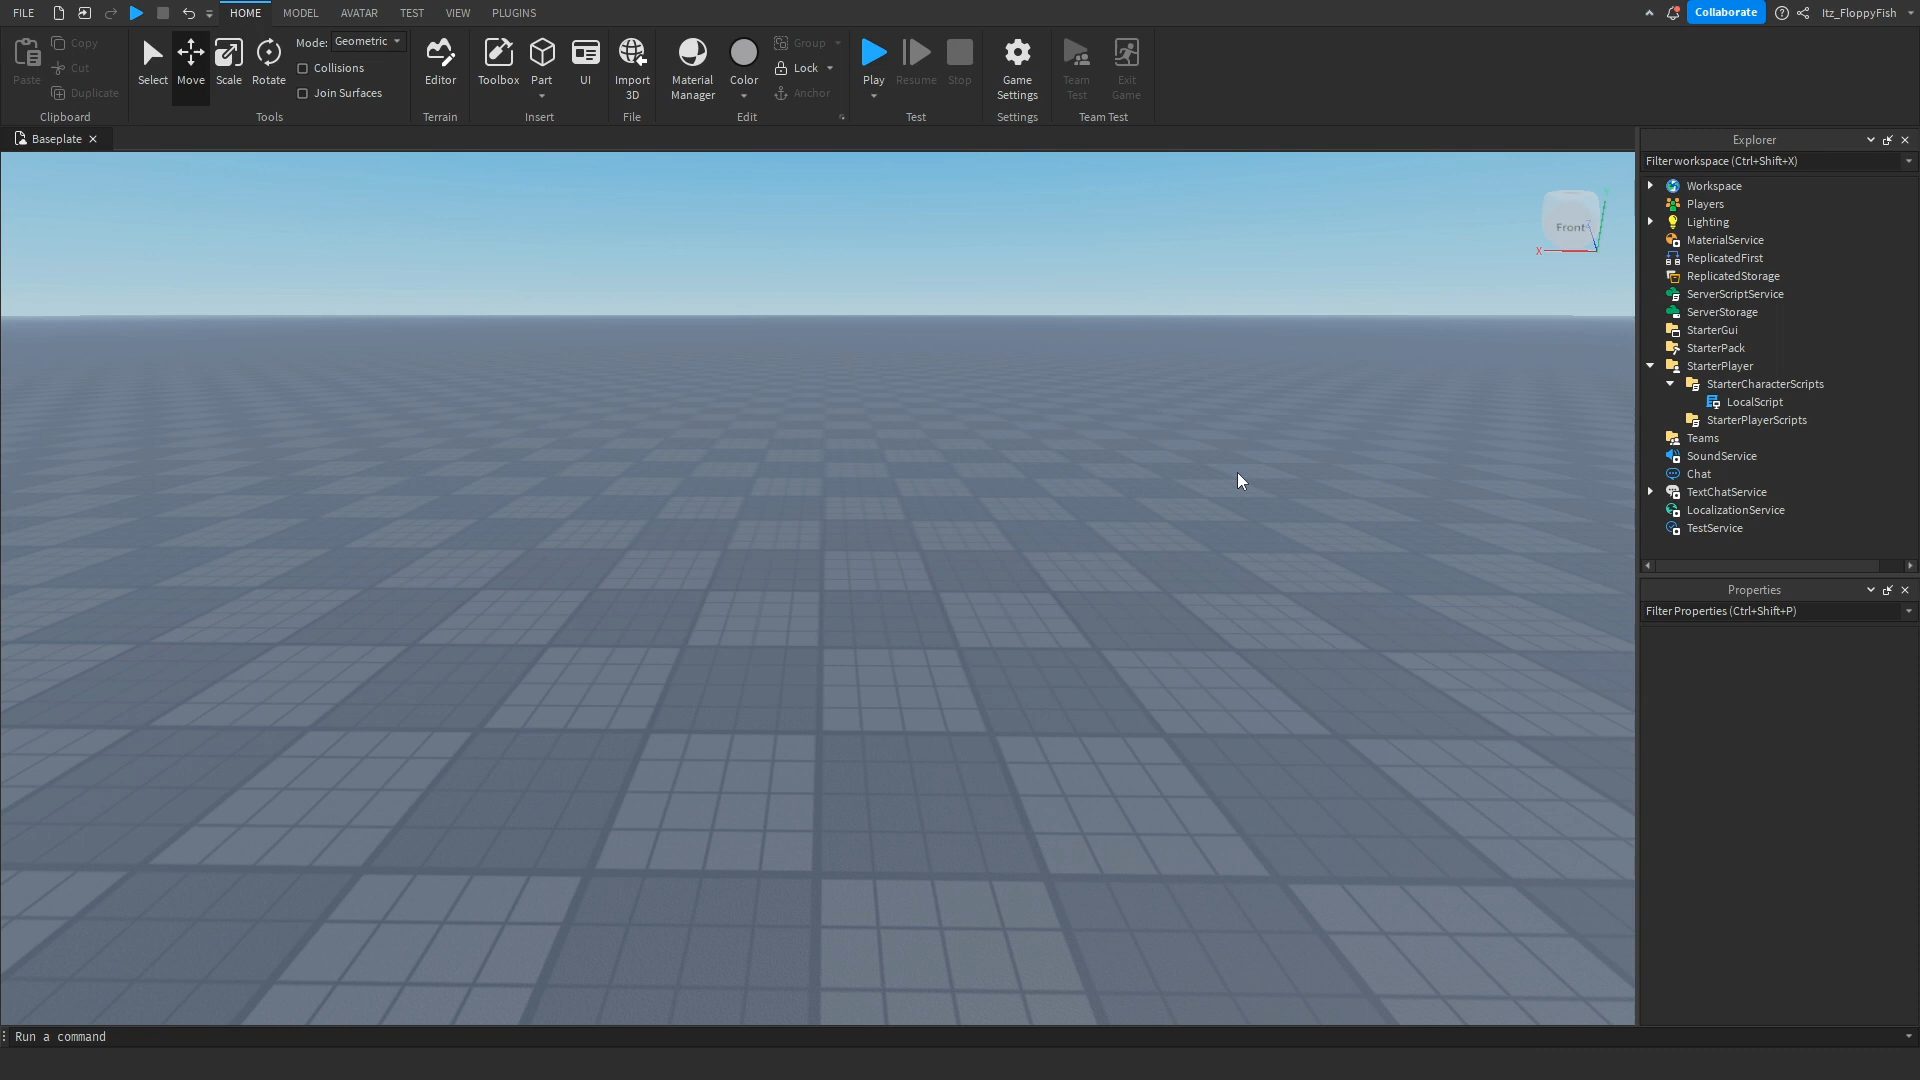 FILE HOME MODEL AVATAR TEST VIEW PLUGINS Collaborate Itz_FloppyFish
Paste Copy Cut Duplicate
Clipboard
Select Move Scale Rotate
Mode: Geometric
Collisions
Join Surfaces
Tools
Editor
Terrain
Toolbox Part UI
Insert
Import
3D
File
Material
Manager
Color
Group
Lock
Anchor
Edit
Play Resume Stop
Test
Game
Settings
Settings
Team
Test
Exit
Game
Team Test
Baseplate
Front
X
Z
Explorer
Filter workspace (Ctrl+Shift+X)
Workspace
Players
Lighting
MaterialService
ReplicatedFirst
ReplicatedStorage
ServerScriptService
ServerStorage
StarterGui
StarterPack
StarterPlayer
StarterCharacterScripts
LocalScript
StarterPlayerScripts
Teams
SoundService
Chat
TextChatService
LocalizationService
TestService
Properties
Filter Properties (Ctrl+Shift+P)
Run a command